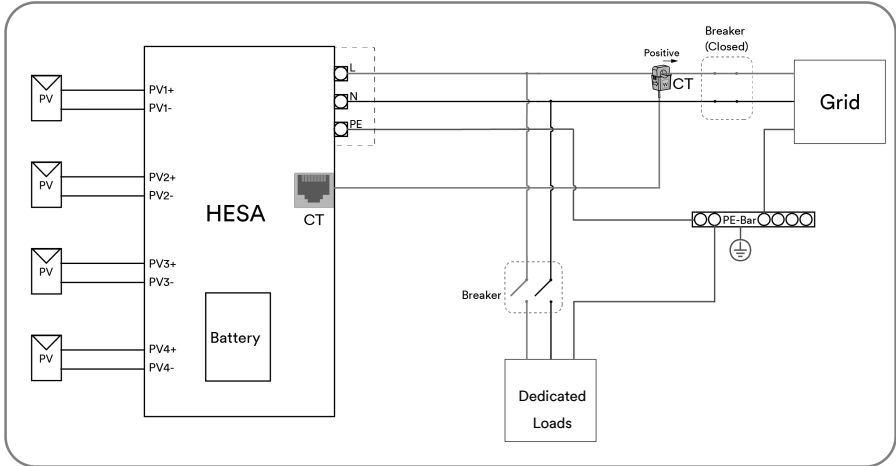 Breaker
(Closed)
Positive
CT
Grid
L
N
PE
PV
PV1+
PV1-
PV
PV2+
PV2-
HESA
CT
PE-Bar
PV
PV3+
PV3-
Breaker
Battery
PV
PV4+
PV4-
Dedicated
Loads